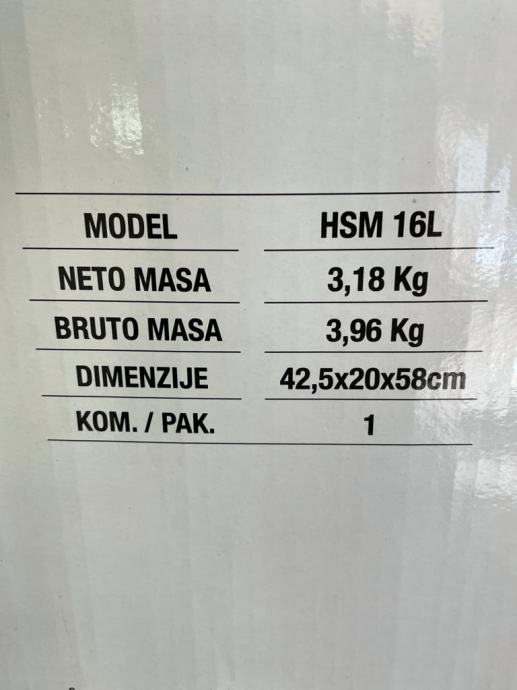 MODEL HSM 16L
NETO MASA 3,18 Kg
BRUTO MASA 3,96 Kg
DIMENZIJE 42,5x20x58cm
KOM. / PAK. 1